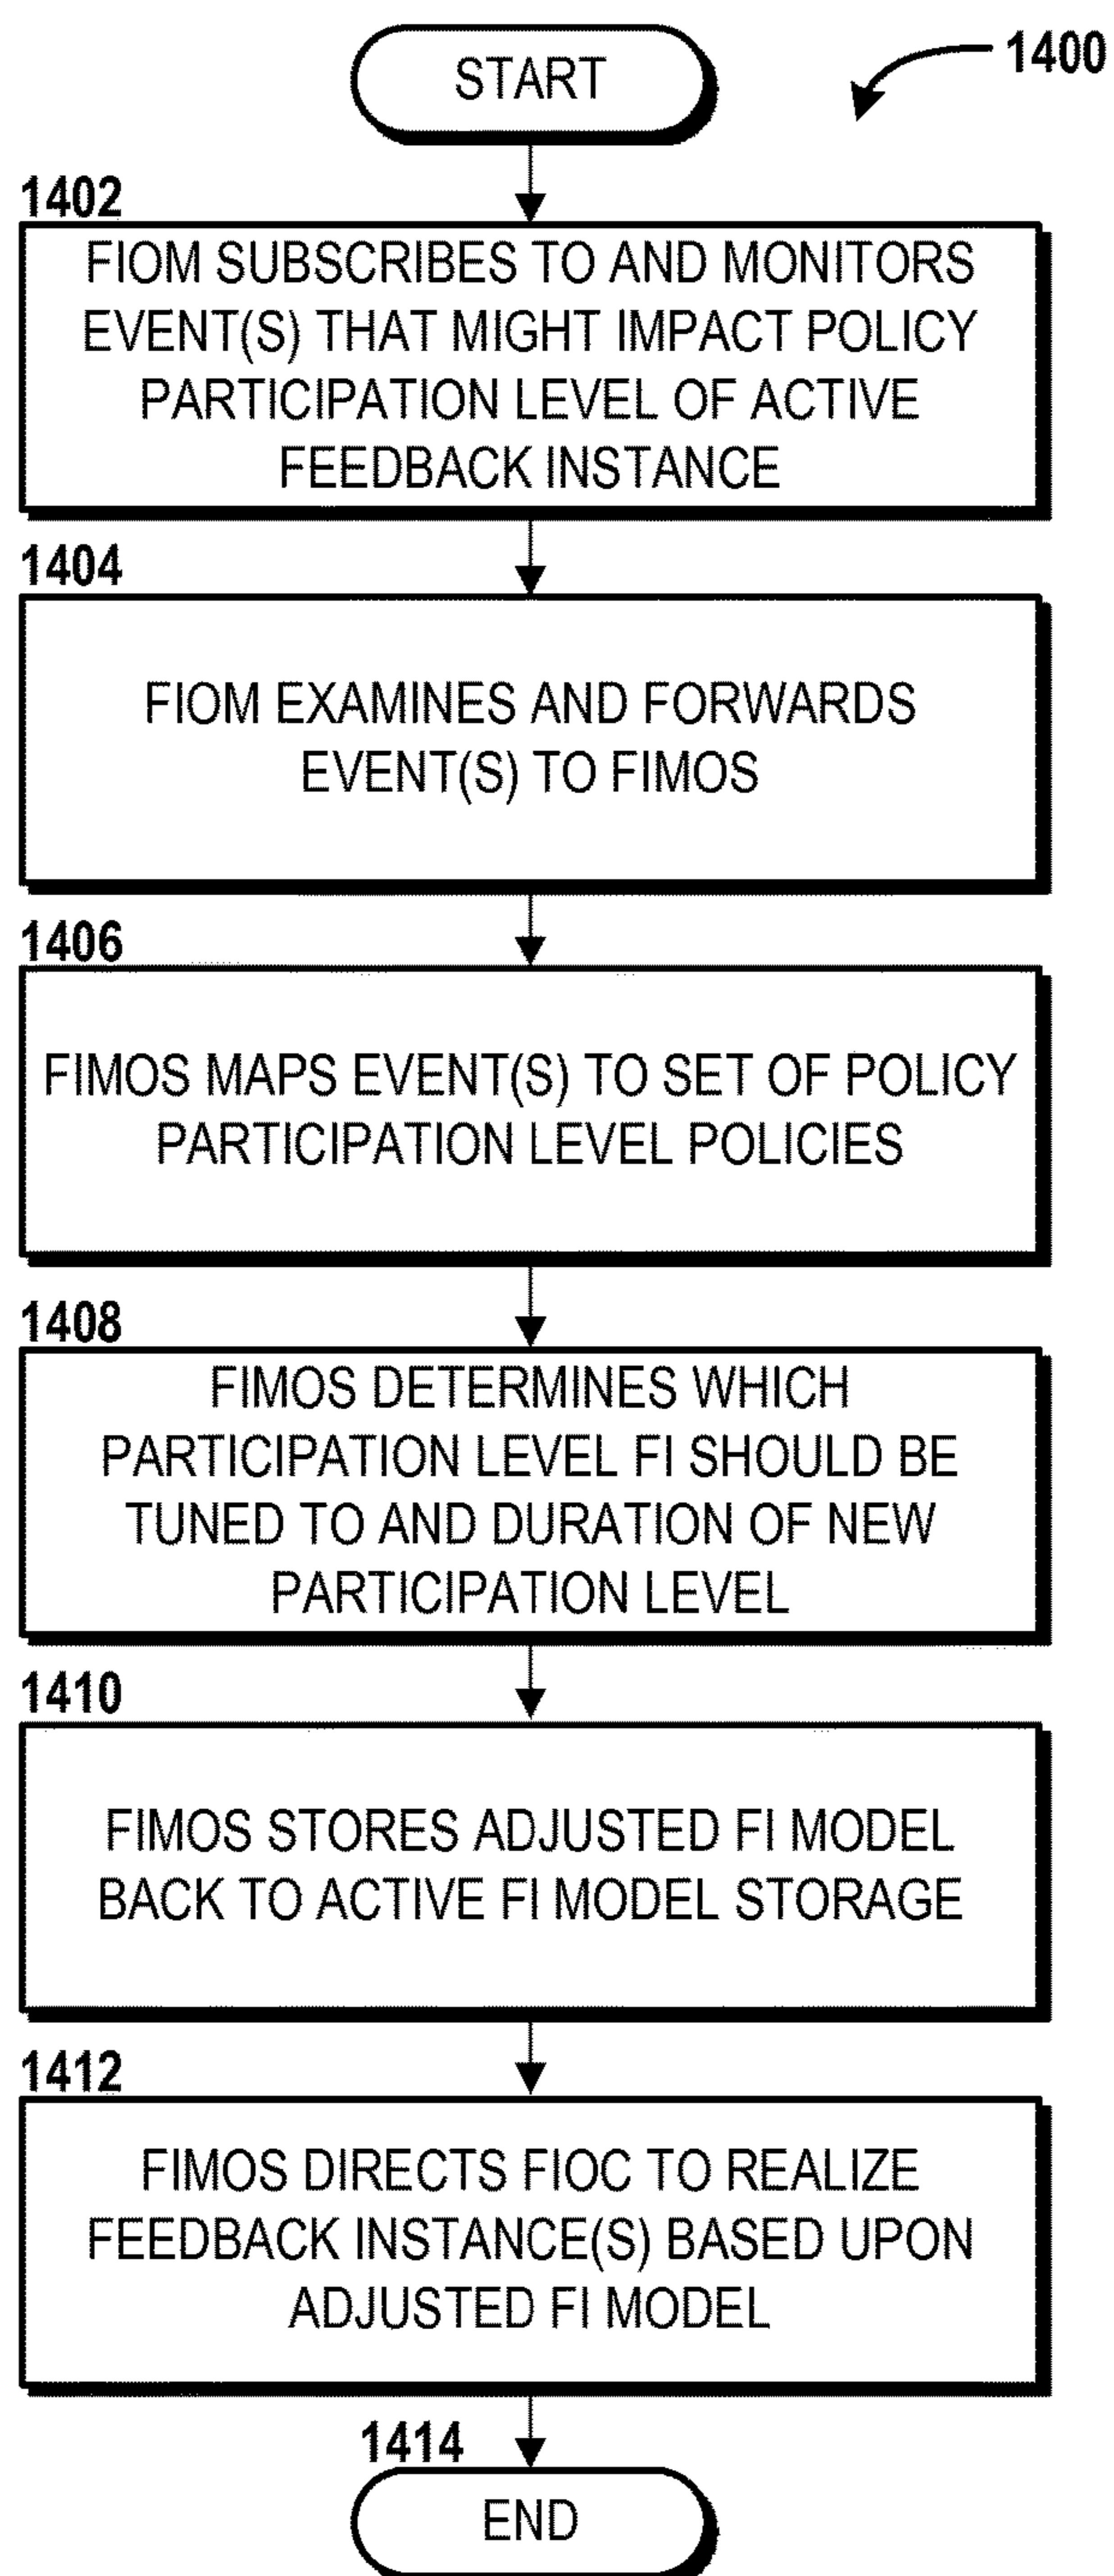 START
1400
1402
FIOM SUBSCRIBES TO AND MONITORS
EVENT(S) THAT MIGHT IMPACT POLICY
PARTICIPATION LEVEL OF ACTIVE
FEEDBACK INSTANCE
1404
FIOM EXAMINES AND FORWARDS
EVENT(S) TO FIMOS
1406
FIMOS MAPS EVENT(S) TO SET OF POLICY
PARTICIPATION LEVEL POLICIES
1408
FIMOS DETERMINES WHICH
PARTICIPATION LEVEL FI SHOULD BE
TUNED TO AND DURATION OF NEW
PARTICIPATION LEVEL
1410
FIMOS STORES ADJUSTED FI MODEL
BACK TO ACTIVE FI MODEL STORAGE
1412
FIMOS DIRECTS FIOC TO REALIZE
FEEDBACK INSTANCE(S) BASED UPON
ADJUSTED FI MODEL
1414
END